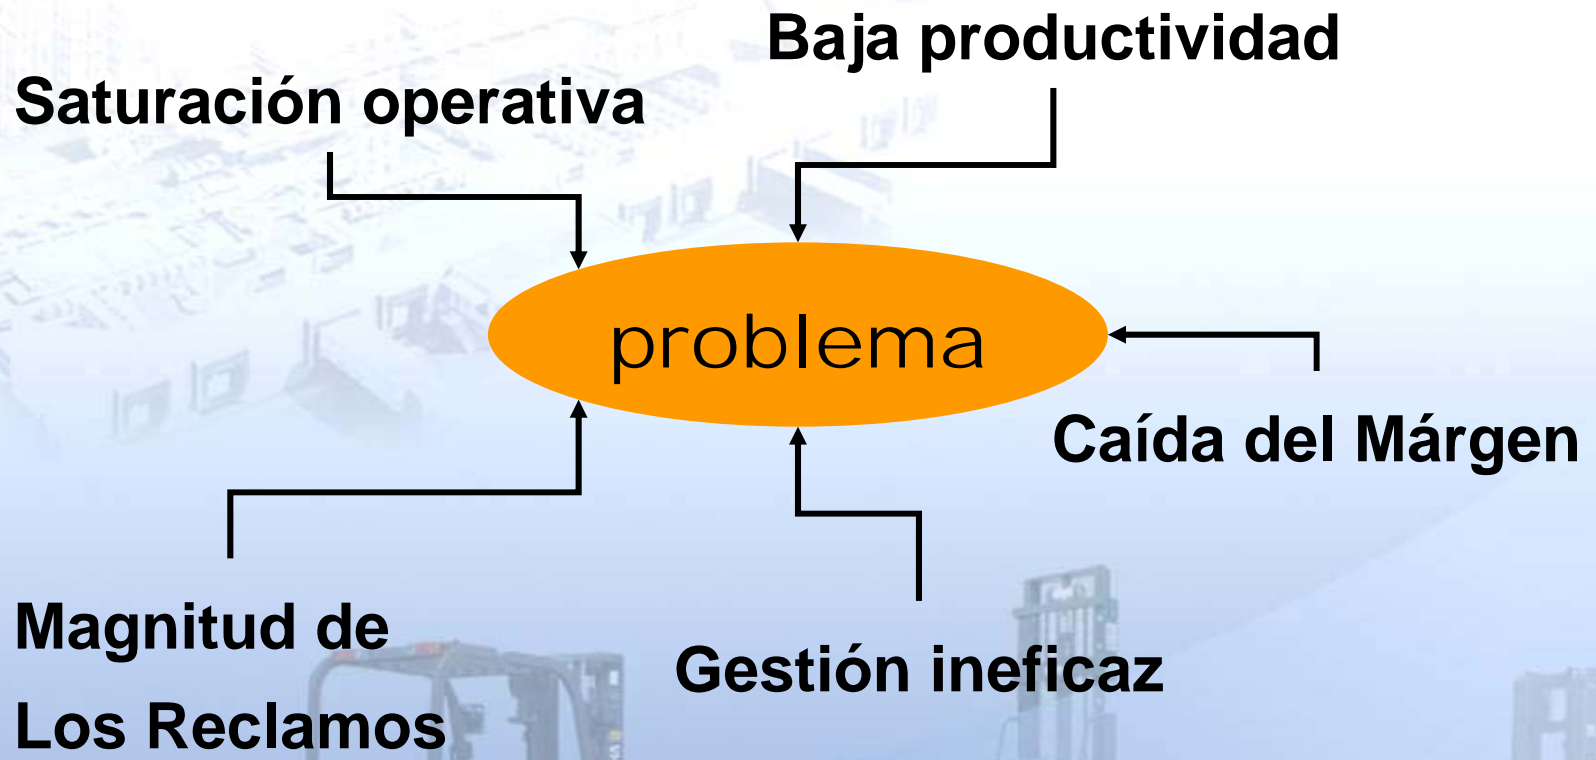 Baja productividad
Saturación operativa
problema
Caída del Márgen
Magnitud de
Los Reclamos
Gestión ineficaz